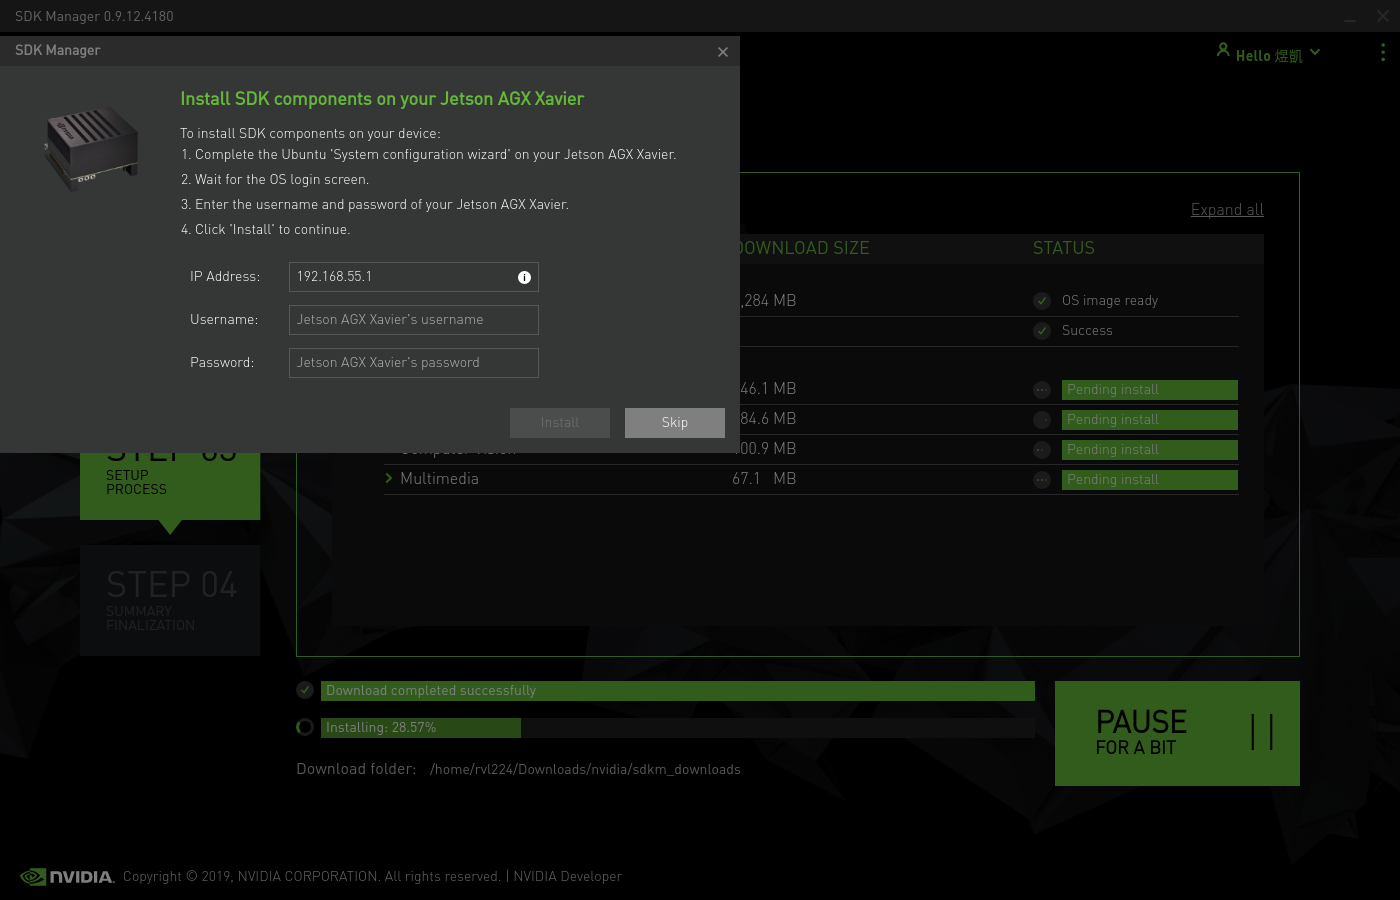 SDK Manager 0.9.12.4180
SDK Manager
Hello 煜凱
Install SDK components on your Jetson AGX Xavier
To install SDK components on your device:
1. Complete the Ubuntu 'System configuration wizard' on your Jetson AGX Xavier.
2. Wait for the OS login screen.
3. Enter the username and password of your Jetson AGX Xavier.
4. Click 'Install' to continue.
IP Address: 192.168.55.1
Username: Jetson AGX Xavier's username
Password: Jetson AGX Xavier's password
Install Skip
Expand all
DOWNLOAD SIZE STATUS
,284 MB OS image ready
Success
46.1 MB Pending install
84.6 MB Pending install
Computer Vision 00.9 MB Pending install
Multimedia 67.1 MB Pending install
STEP 03
SETUP
PROCESS
STEP 04
SUMMARY
FINALIZATION
Download completed successfully
Installing: 28.57%
Download folder: /home/rvl224/Downloads/nvidia/sdkm_downloads
PAUSE
FOR A BIT
NVIDIA. Copyright © 2019, NVIDIA CORPORATION. All rights reserved. | NVIDIA Developer